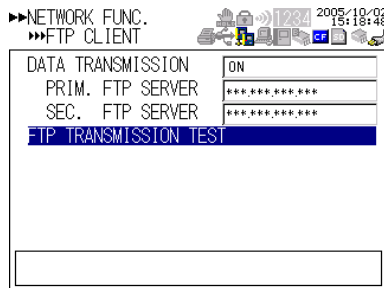 ▸▸NETWORK FUNC.
▸▸▸FTP CLIENT
1234
2005/10/02
15:18:48
CF
DATA TRANSMISSION ON
PRIM. FTP SERVER ***.***.***.***
SEC. FTP SERVER ***.***.***.***
FTP TRANSMISSION TEST